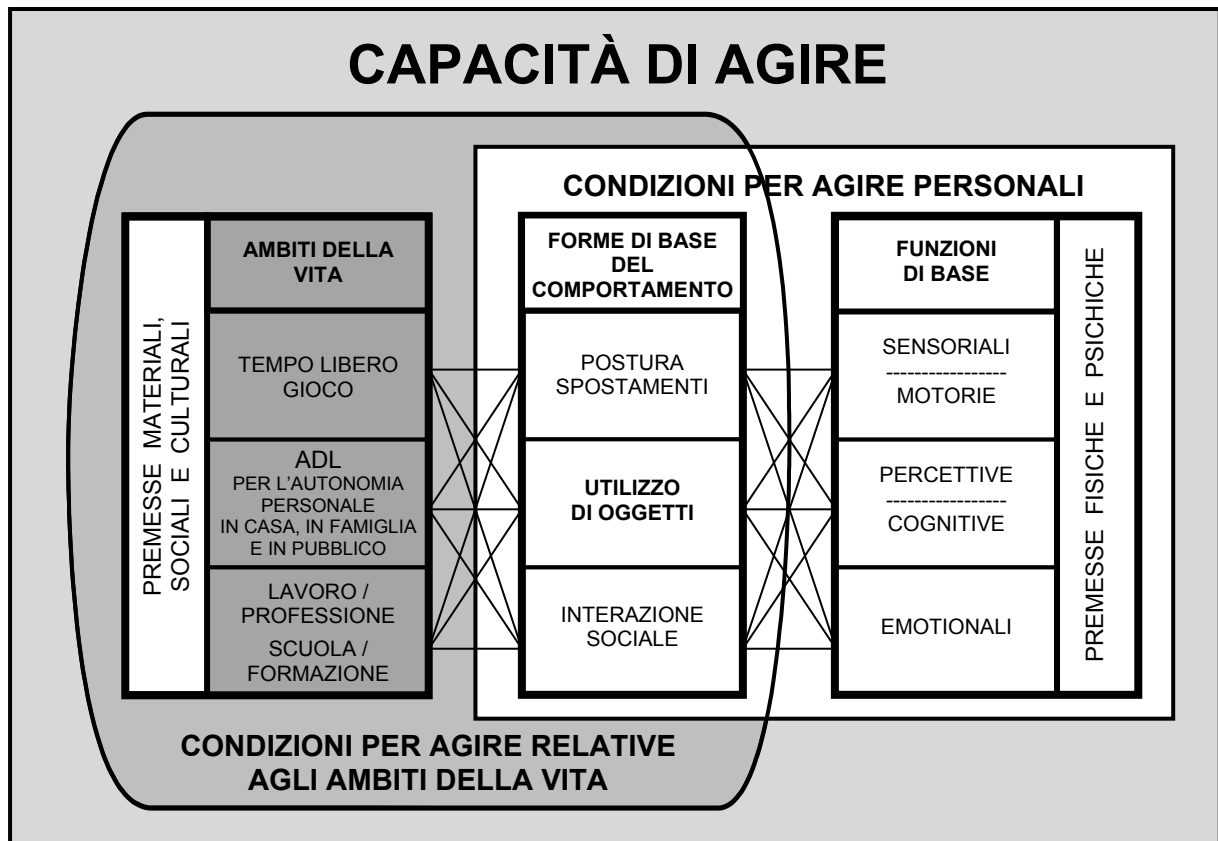 CAPACITÀ DI AGIRE
CONDIZIONI PER AGIRE PERSONALI
PREMESSE MATERIALI,
SOCIALI E CULTURALI
AMBITI DELLA
VITA
TEMPO LIBERO
GIOCO
ADL
PER L'AUTONOMIA
PERSONALE
IN CASA, IN FAMIGLIA
E IN PUBBLICO
LAVORO /
PROFESSIONE
SCUOLA /
FORMAZIONE
FORME DI BASE
DEL
COMPORTAMENTO
POSTURA
SPOSTAMENTI
UTILIZZO
DI OGGETTI
INTERAZIONE
SOCIALE
FUNZIONI
DI BASE
SENSORIALI
-----------------
MOTORIE
PERCETTIVE
-----------------
COGNITIVE
EMOTIONALI
PREMESSE FISICHE E PSICHICHE
CONDIZIONI PER AGIRE RELATIVE
AGLI AMBITI DELLA VITA